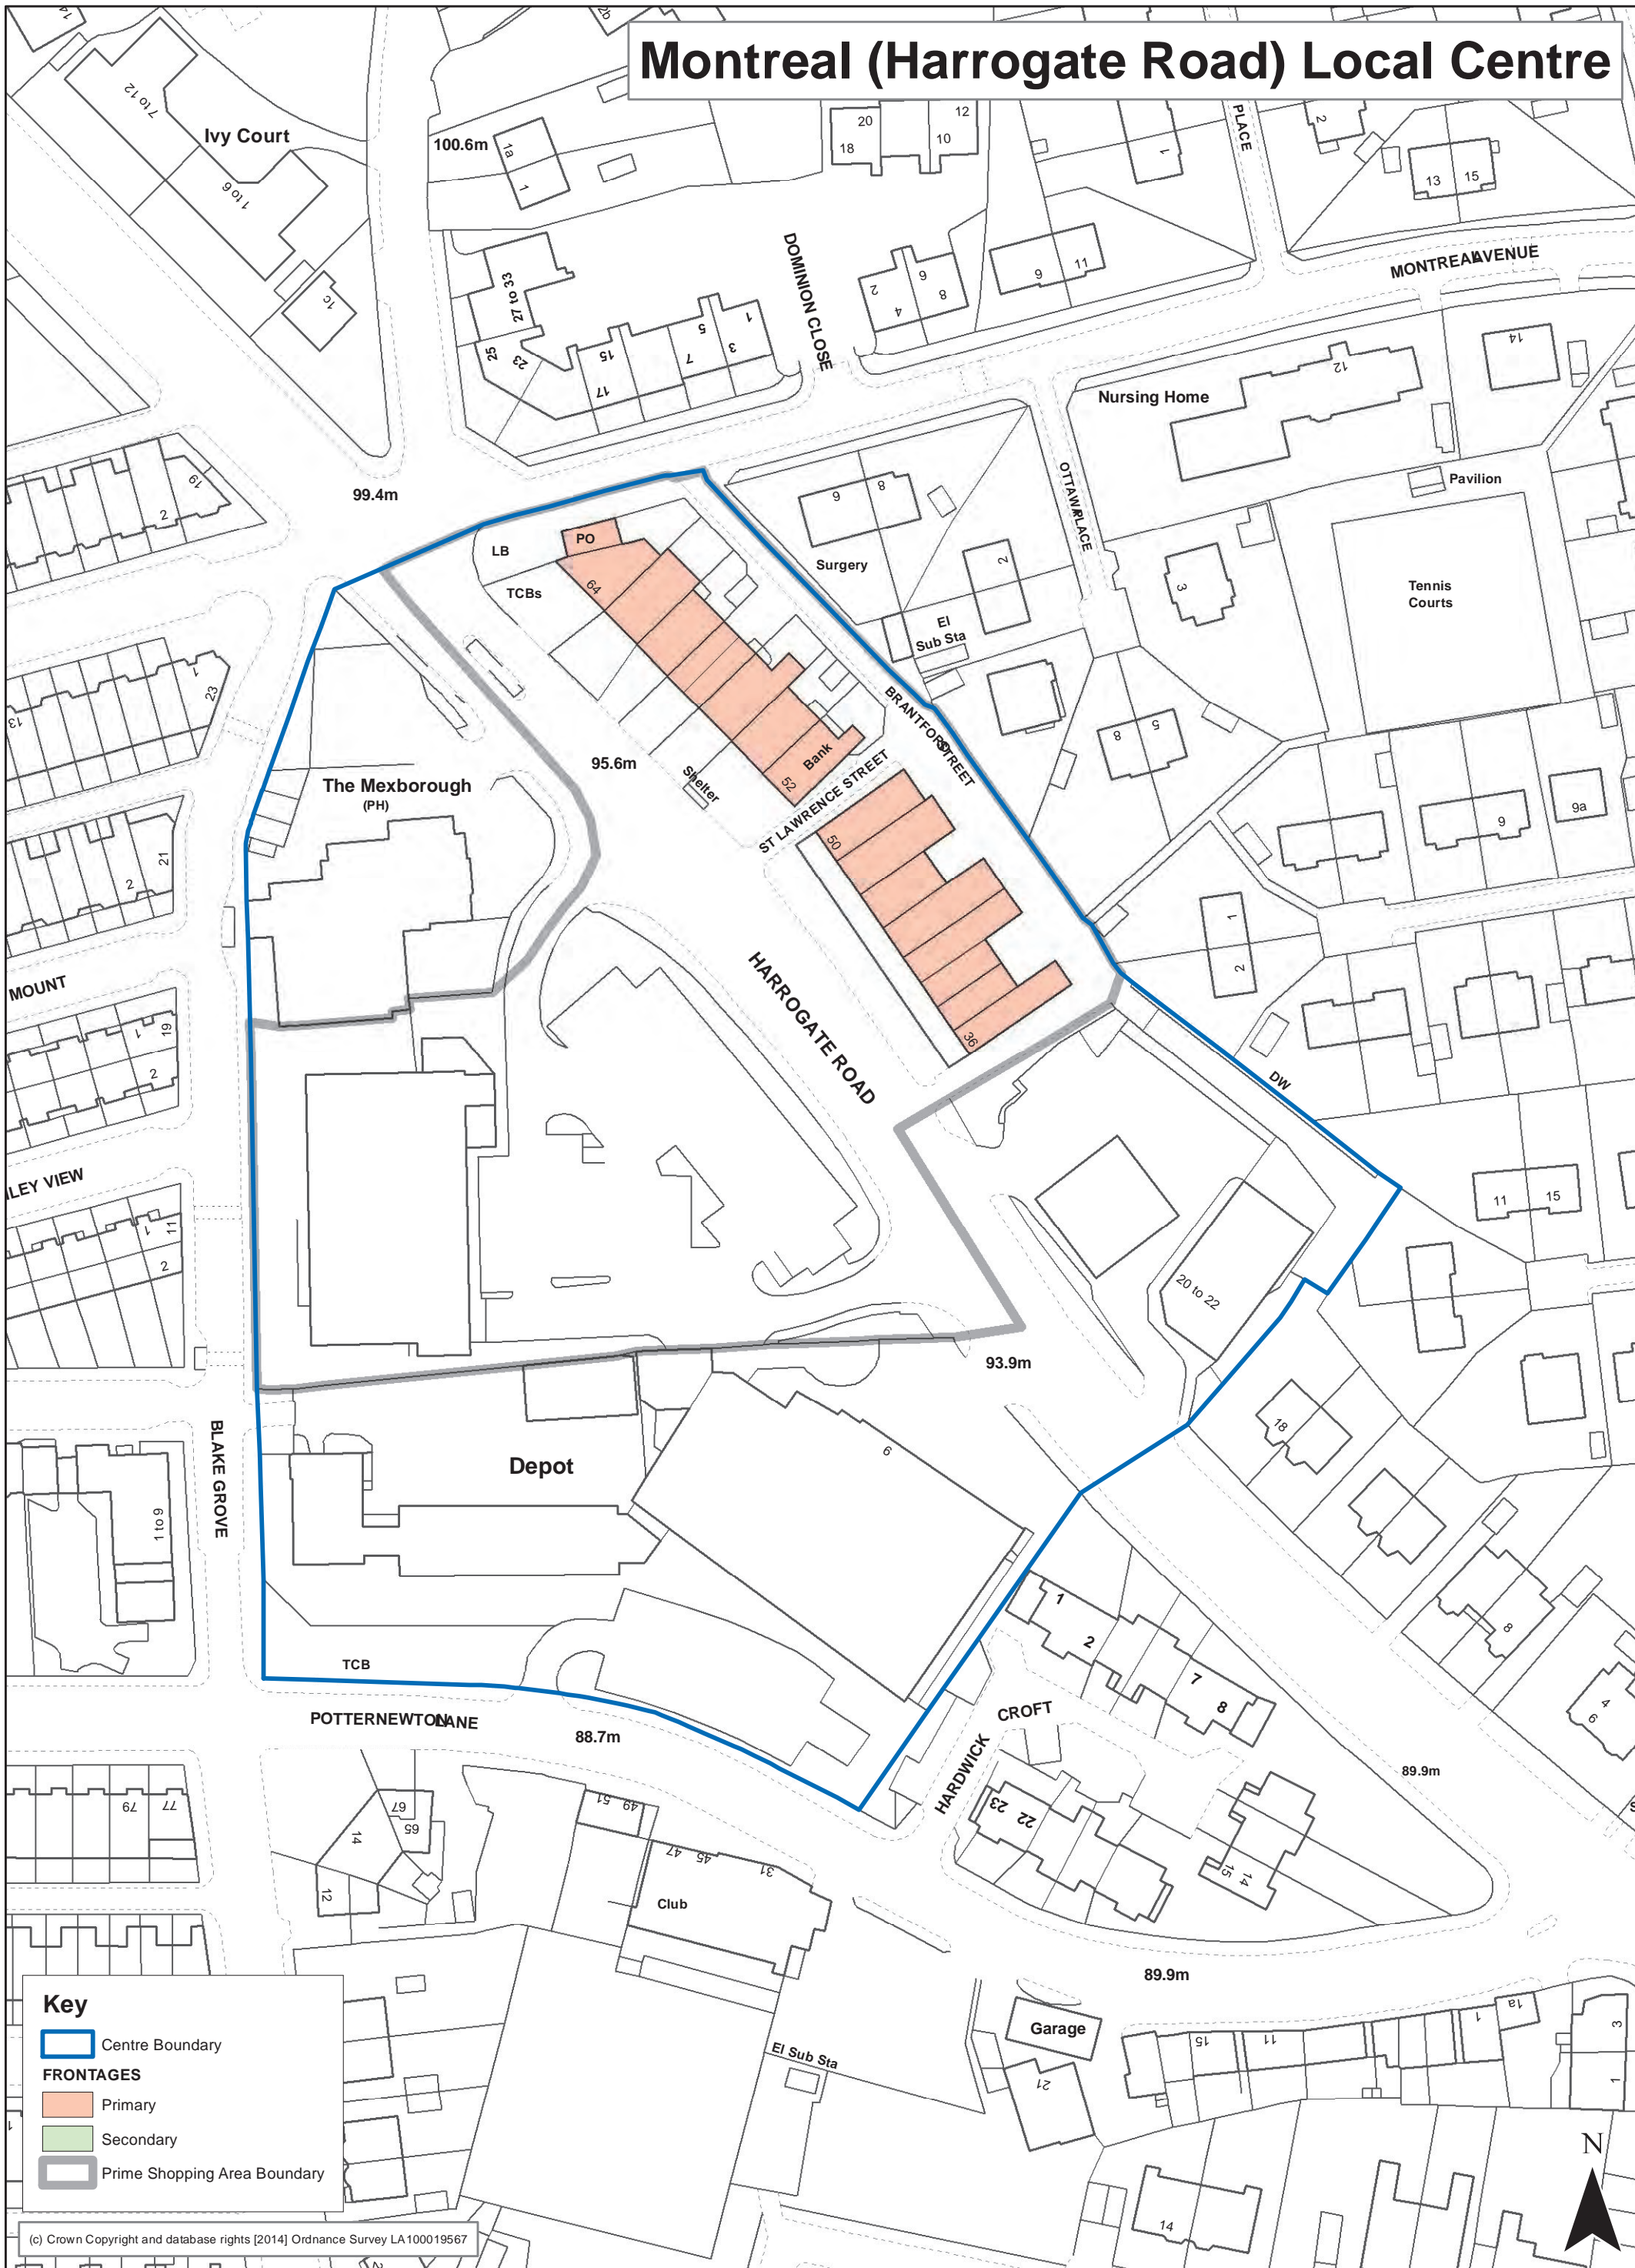 Montreal (Harrogate Road) Local Centre
14
2b
7 to 12
Ivy Court
1 to 6
1c
100.6m
1a
1
20
18
12
10
PLACE
1
2
13
15
MONTREAL AVENUE
DOMINION CLOSE
27 to 33
25
23
15
17
5
7
1
3
2
4
6
8
9
11
14
12
Nursing Home
Pavilion
OTTAWA PLACE
99.4m
19
2
LB
PO
TCBs
64
6
8
Surgery
2
El
Sub Sta
3
Tennis
Courts
1
23
13
The Mexborough
(PH)
95.6m
Shelter
Bank
52
ST LAWRENCE STREET
BRANTFORD STREET
8
5
9
9a
50
21
2
1
2
HARROGATE ROAD
MOUNT
1
19
2
36
DW
ILEY VIEW
1
11
2
11
15
20 to 22
93.9m
18
BLAKE GROVE
Depot
6
1 to 9
1
2
7
8
8
4
6
TCB
POTTERNEWTON LANE
88.7m
CROFT
HARDWICK
89.9m
79
77
67
65
14
12
51
49
47
45
31
Club
23
22
15
14
89.9m
Garage
21
15
11
1
1a
3
1
El Sub Sta
14
Key
Centre Boundary
FRONTAGES
Primary
Secondary
Prime Shopping Area Boundary
N
(c) Crown Copyright and database rights [2014] Ordnance Survey LA100019567